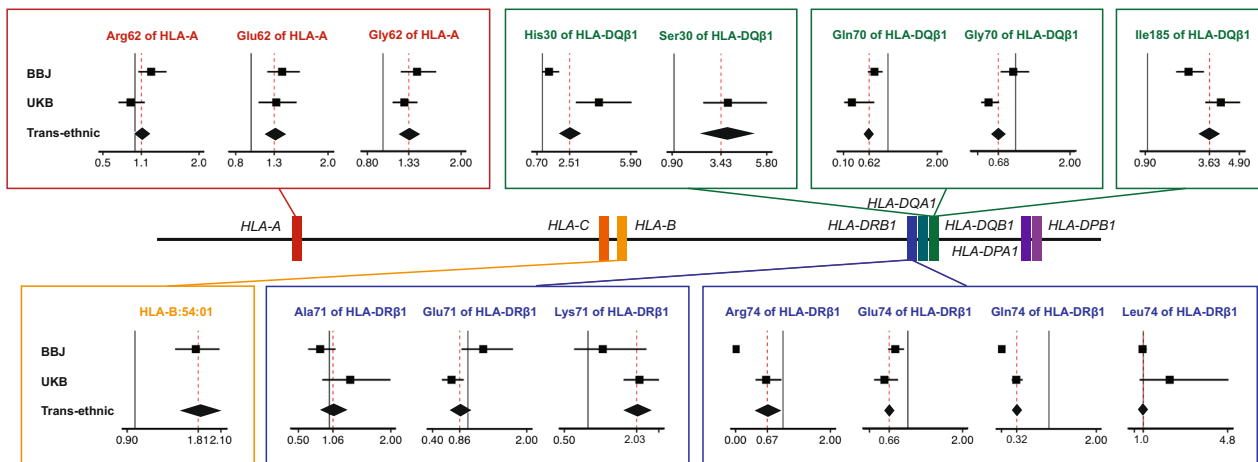 Arg62 of HLA-A Glu62 of HLA-A Gly62 of HLA-A
BBJ
UKB
Trans-ethnic
0.5 1.1 2.0 0.8 1.3 2.0 0.80 1.33 2.00
His30 of HLA-DQβ1 Ser30 of HLA-DQβ1
0.70 2.51 5.90 0.90 3.43 5.80
Gln70 of HLA-DQβ1 Gly70 of HLA-DQβ1
0.10 0.62 2.00 0.68 2.00
Ile185 of HLA-DQβ1
0.90 3.63 4.90
HLA-DQA1
HLA-A HLA-C HLA-B HLA-DRB1 HLA-DQB1 HLA-DPB1
HLA-DPA1
HLA-B:54:01
BBJ
UKB
Trans-ethnic
0.90 1.81 2.10
Ala71 of HLA-DRβ1 Glu71 of HLA-DRβ1 Lys71 of HLA-DRβ1
0.50 1.06 2.00 0.40 0.86 2.00 0.50 2.03
Arg74 of HLA-DRβ1 Glu74 of HLA-DRβ1 Gln74 of HLA-DRβ1 Leu74 of HLA-DRβ1
0.00 0.67 2.00 0.66 2.00 0.32 2.00 1.0 4.8